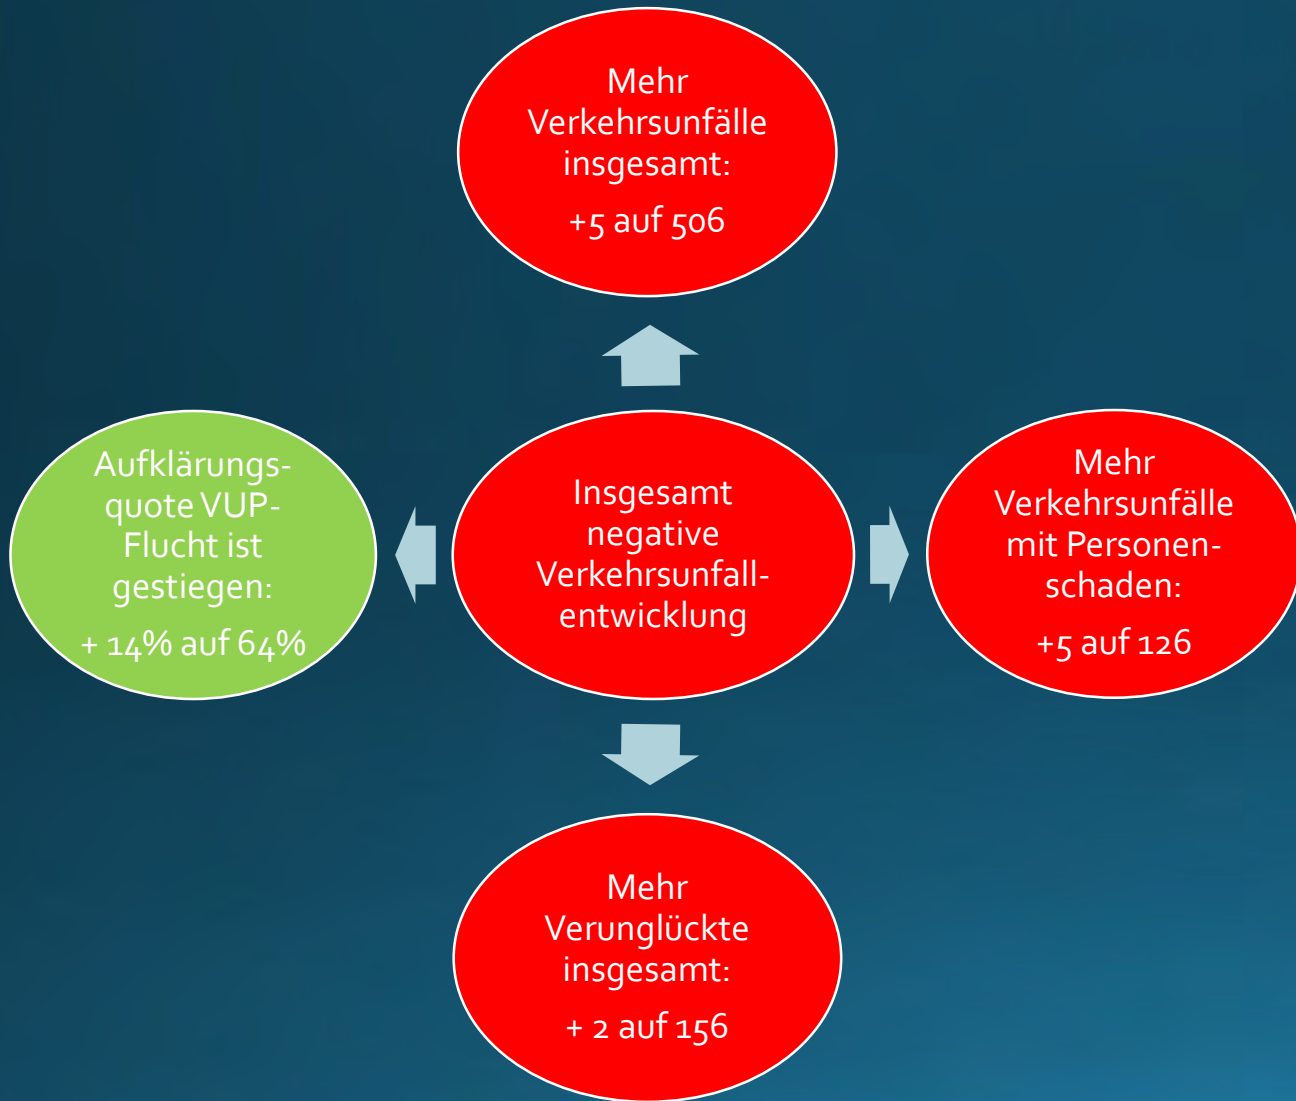 Mehr
Verkehrsunfälle
insgesamt:
+5 auf 506
Aufklärungs-
quote VUP-
Flucht ist
gestiegen:
+ 14% auf 64%
Insgesamt
negative
Verkehrsunfall-
entwicklung
Mehr
Verkehrsunfälle
mit Personen-
schaden:
+5 auf 126
Mehr
Verunglückte
insgesamt:
+ 2 auf 156